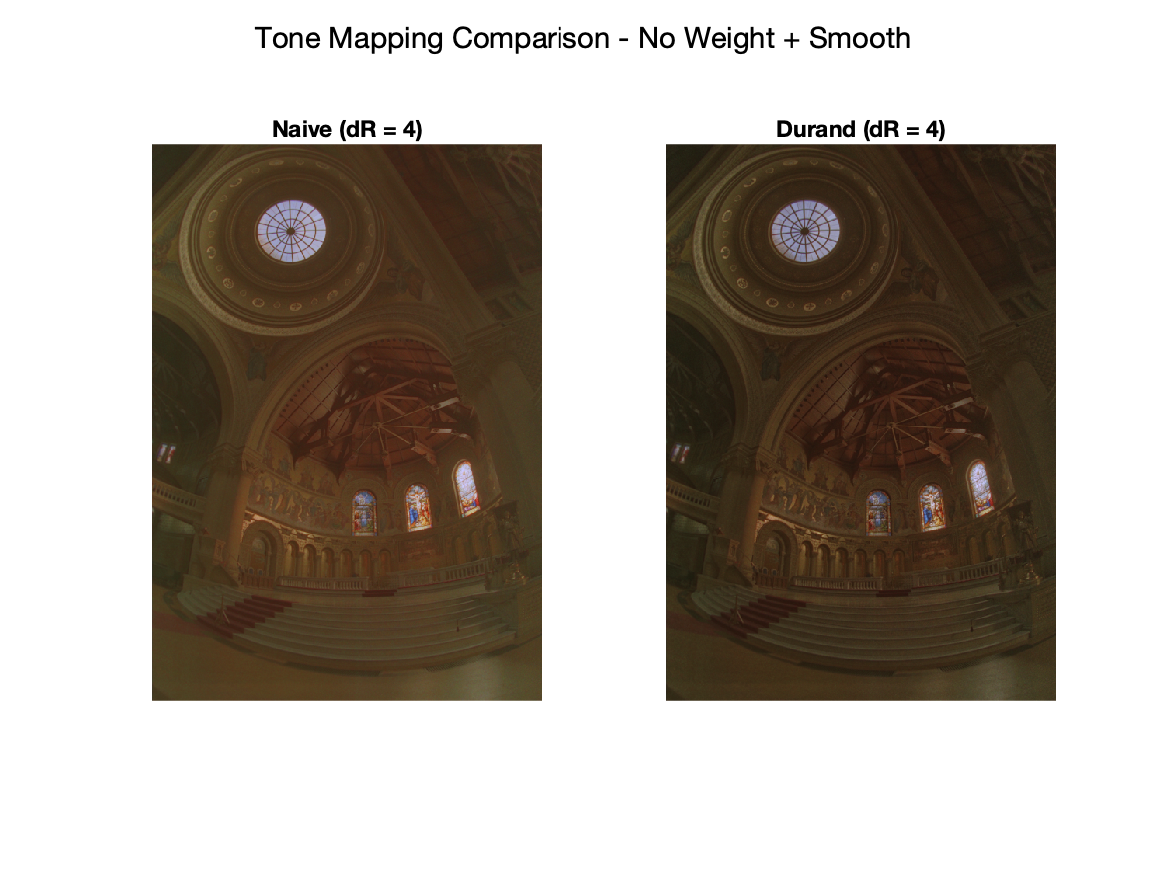 Tone Mapping Comparison - No Weight + Smooth
Naive (dR = 4)
Durand (dR = 4)